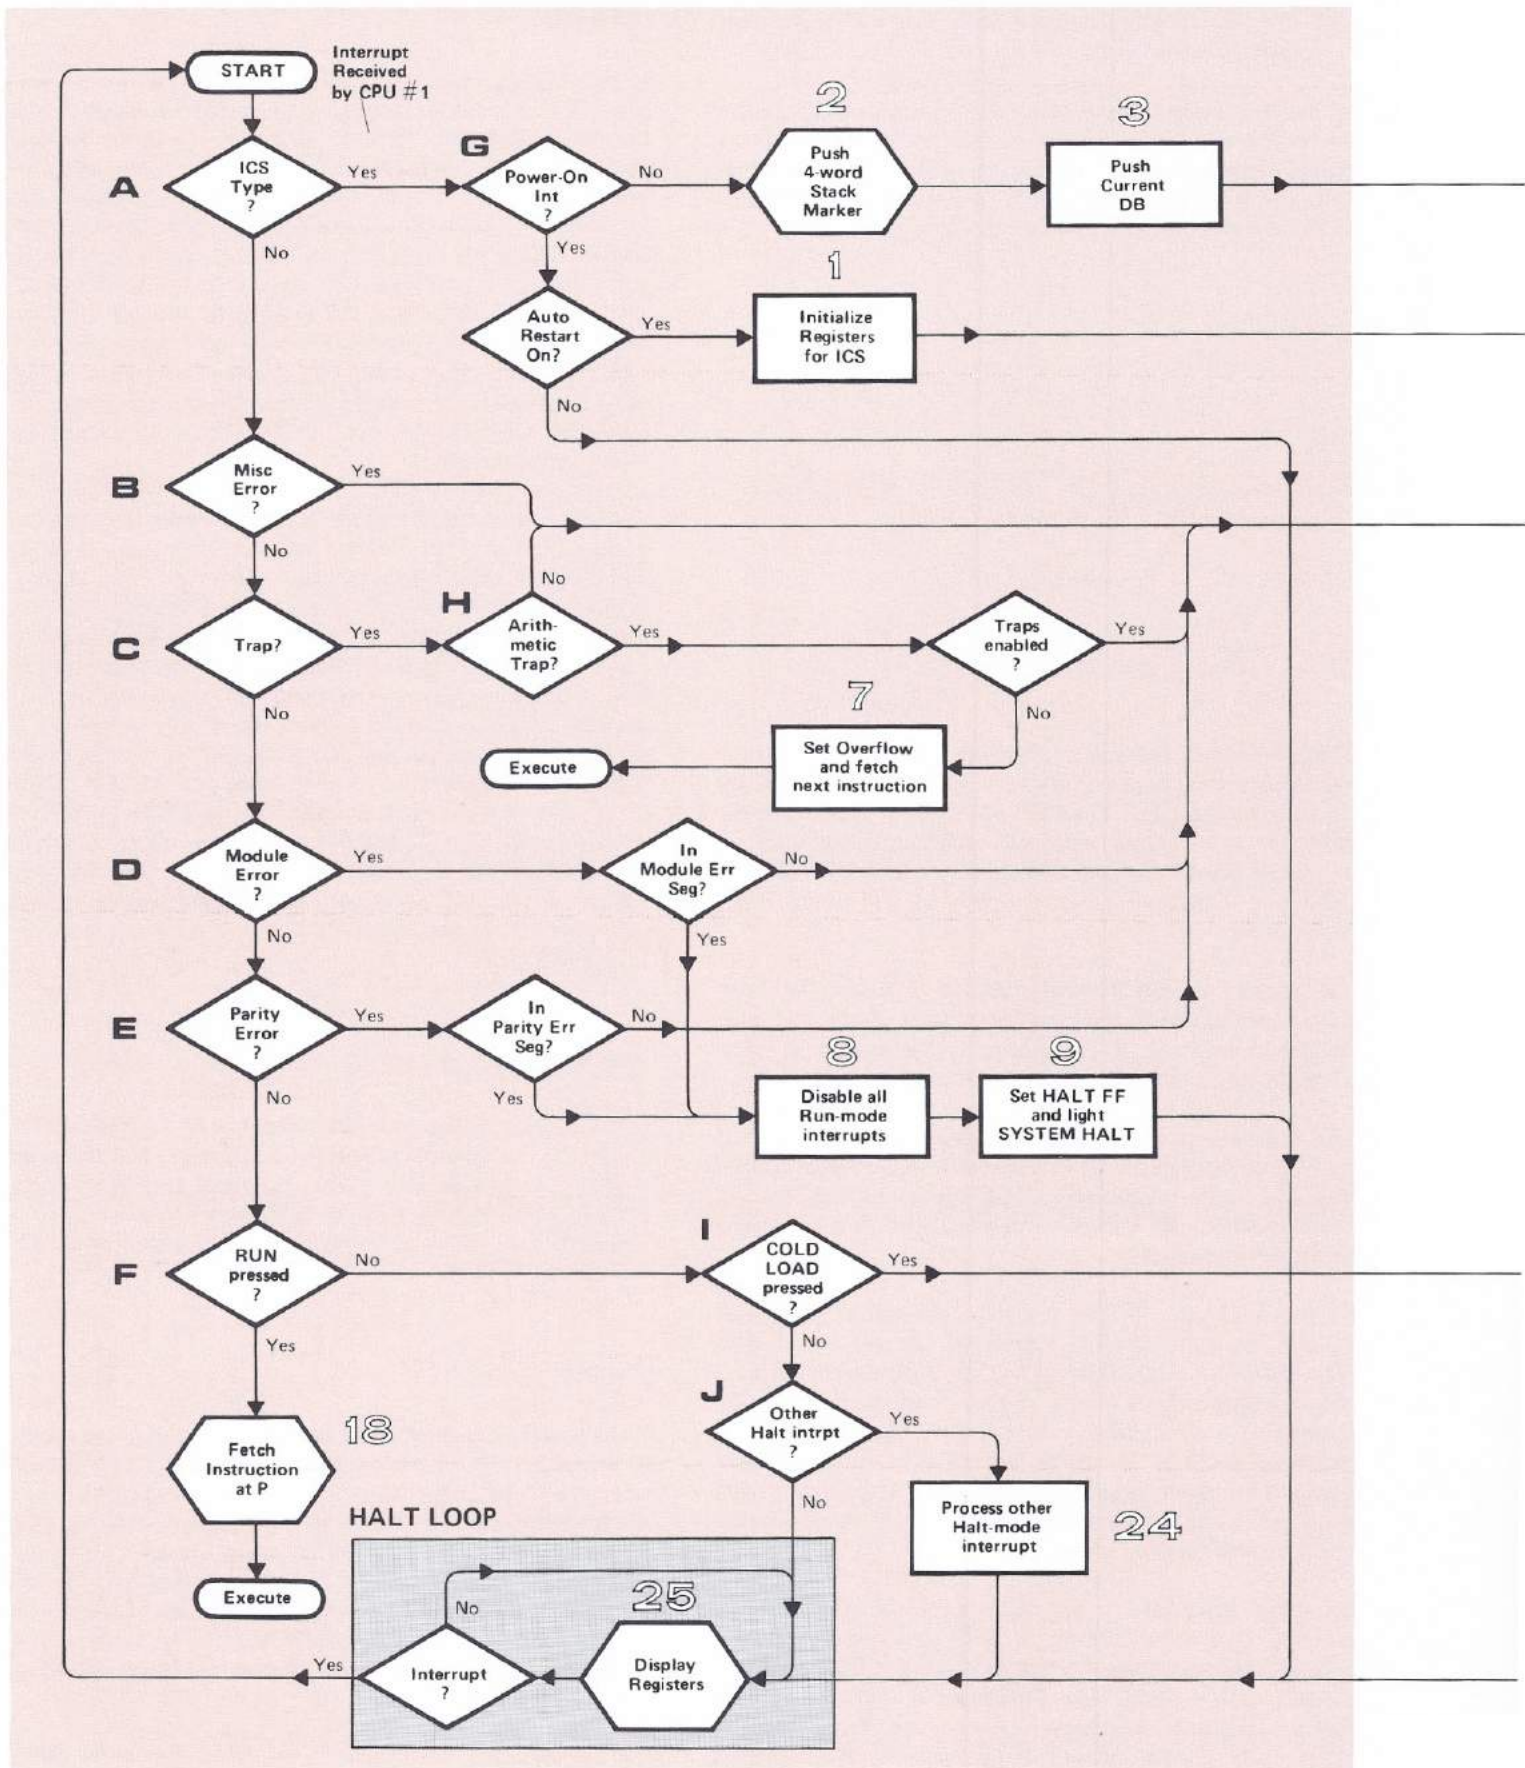 START
Interrupt
Received
by CPU #1
A
ICS
Type
?
Yes
No
G
Power-On
Int
?
No
Yes
2
Push
4-word
Stack
Marker
3
Push
Current
DB
Auto
Restart
On?
Yes
No
1
Initialize
Registers
for ICS
B
Misc
Error
?
Yes
No
C
Trap?
Yes
No
H
Arith-
metic
Trap?
No
Yes
Traps
enabled
?
Yes
No
7
Set Overflow
and fetch
next instruction
Execute
D
Module
Error
?
Yes
No
In
Module Err
Seg?
No
Yes
E
Parity
Error
?
Yes
No
In
Parity Err
Seg?
No
Yes
8
Disable all
Run-mode
interrupts
9
Set HALT FF
and light
SYSTEM HALT
F
RUN
pressed
?
No
Yes
I
COLD
LOAD
pressed
?
Yes
No
J
Other
Halt intrpt
?
Yes
No
18
Fetch
Instruction
at P
Execute
Process other
Halt-mode
interrupt
24
HALT LOOP
No
25
Yes
Interrupt
?
Display
Registers